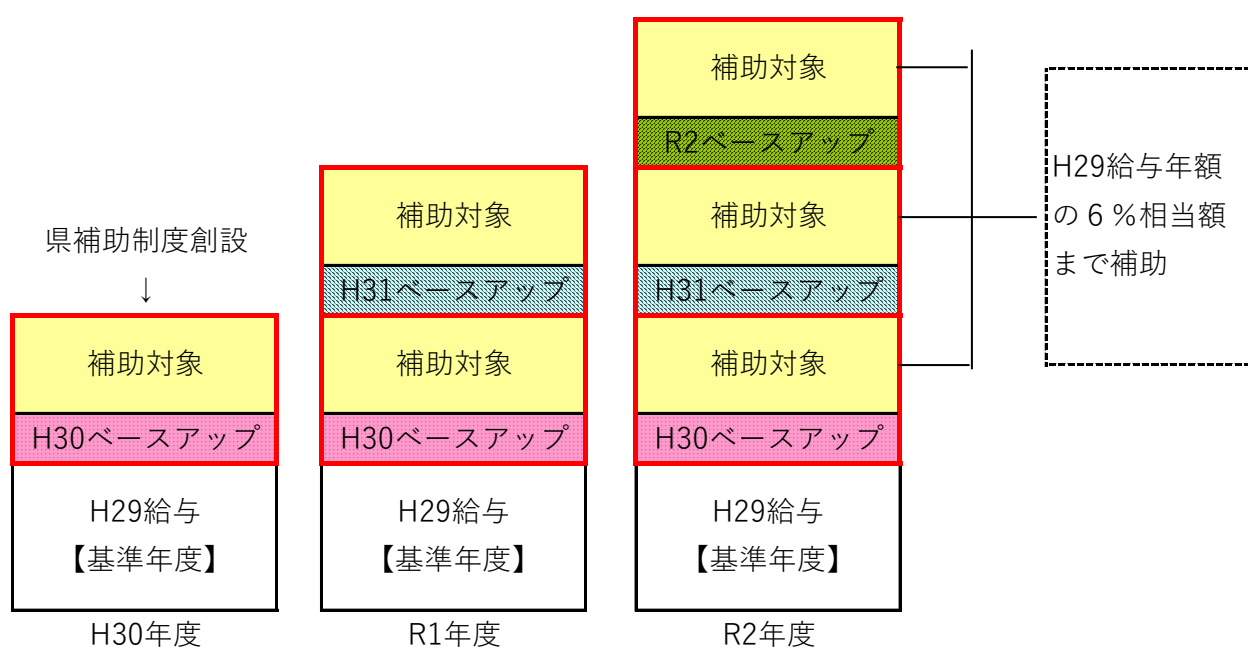 県補助制度創設
↓
補助対象
H30ベースアップ
H29給与
【基準年度】
H30年度
補助対象
H31ベースアップ
補助対象
H30ベースアップ
H29給与
【基準年度】
R1年度
補助対象
R2ベースアップ
補助対象
H31ベースアップ
補助対象
H30ベースアップ
H29給与
【基準年度】
R2年度
H29給与年額
の６％相当額
まで補助